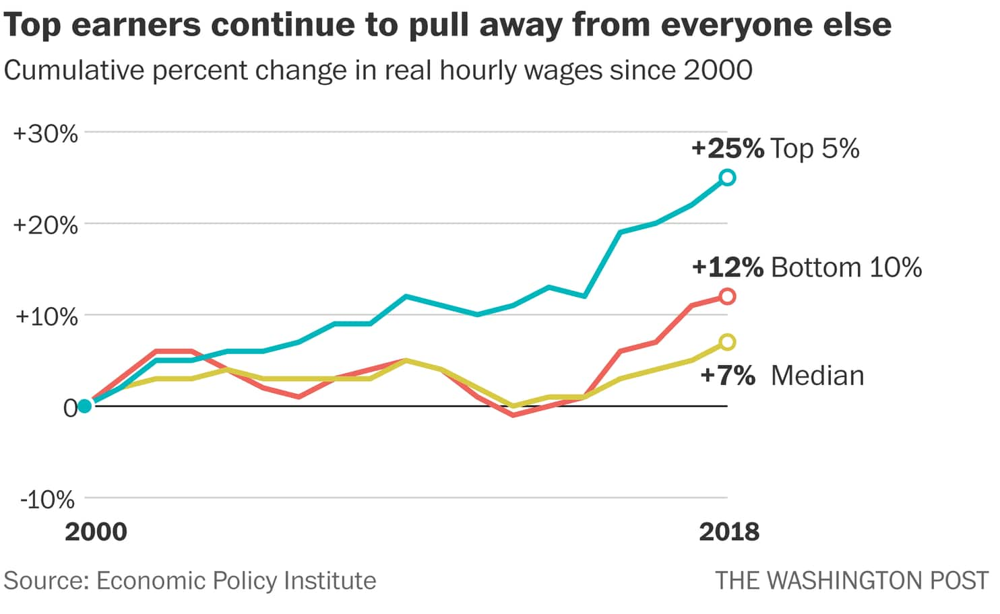 Top earners continue to pull away from everyone else
Cumulative percent change in real hourly wages since 2000
+30%
+25% Top 5%
+20%
+12% Bottom 10%
+10%
+7% Median
0
-10%
2000
2018
Source: Economic Policy Institute
THE WASHINGTON POST